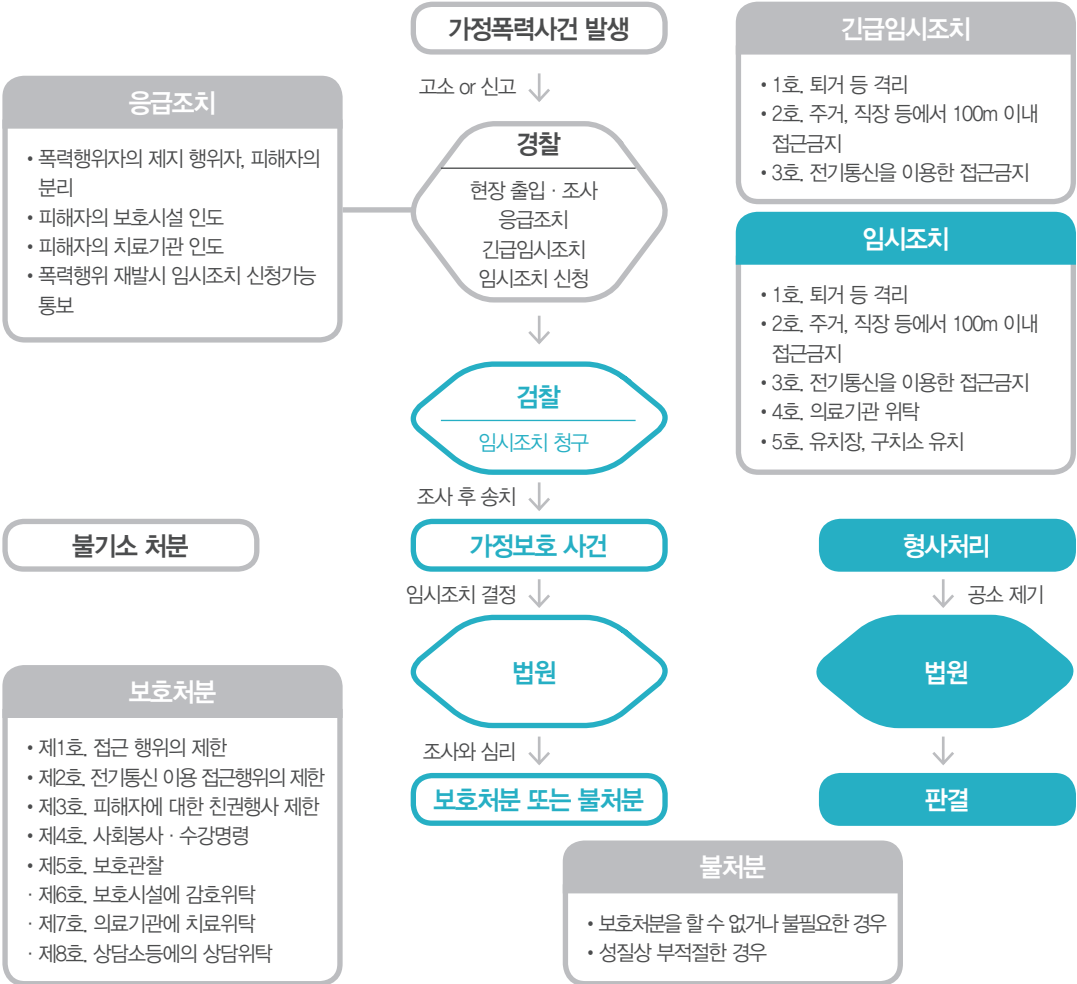 가정폭력사건 발생
고소 or 신고
경찰
현장 출입 · 조사
응급조치
긴급임시조치
임시조치 신청
응급조치
• 폭력행위자의 제지 행위자, 피해자의
분리
• 피해자의 보호시설 인도
• 피해자의 치료기관 인도
• 폭력행위 재발시 임시조치 신청가능
통보
긴급임시조치
• 1호. 퇴거 등 격리
• 2호. 주거, 직장 등에서 100m 이내
접근금지
• 3호. 전기통신을 이용한 접근금지
임시조치
• 1호. 퇴거 등 격리
• 2호. 주거, 직장 등에서 100m 이내
접근금지
• 3호. 전기통신을 이용한 접근금지
• 4호. 의료기관 위탁
• 5호. 유치장, 구치소 유치
검찰
임시조치 청구
조사 후 송치
불기소 처분
가정보호 사건
형사처리
임시조치 결정
공소 제기
법원
법원
조사와 심리
보호처분 또는 불처분
판결
보호처분
• 제1호. 접근 행위의 제한
• 제2호. 전기통신 이용 접근행위의 제한
• 제3호. 피해자에 대한 친권행사 제한
• 제4호. 사회봉사 · 수강명령
• 제5호. 보호관찰
· 제6호. 보호시설에 감호위탁
· 제7호. 의료기관에 치료위탁
· 제8호. 상담소등에의 상담위탁
불처분
• 보호처분을 할 수 없거나 불필요한 경우
• 성질상 부적절한 경우